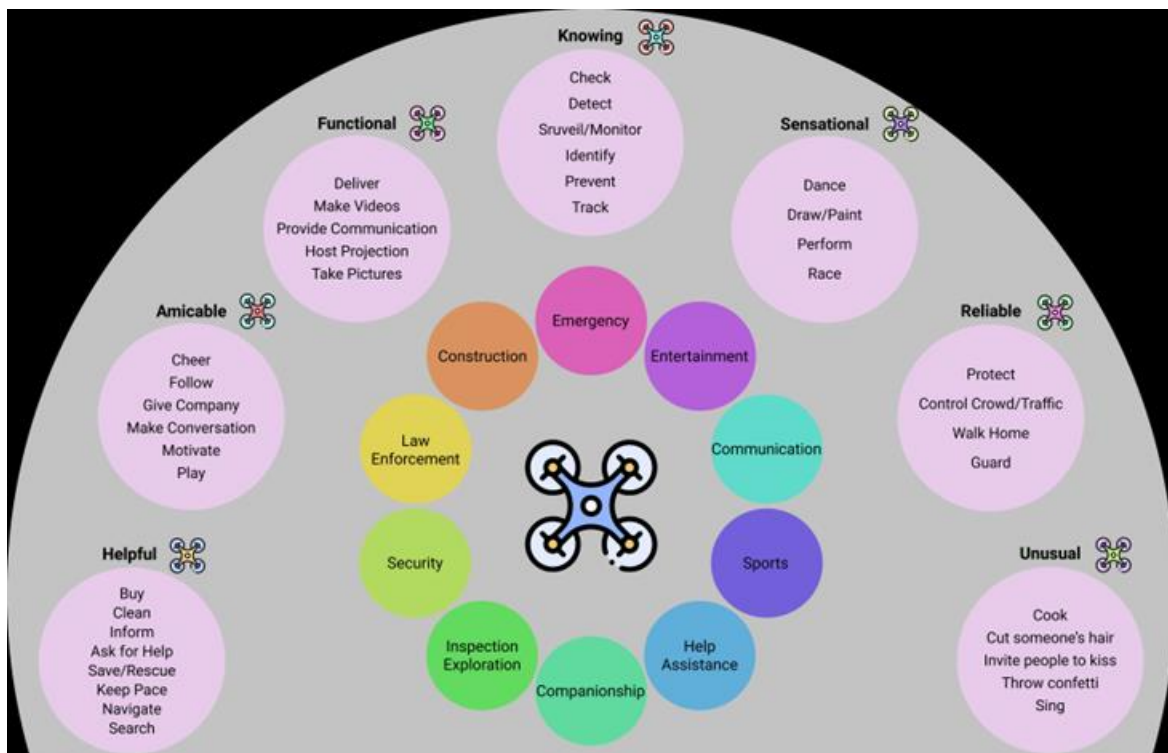 Knowing
Check
Detect
Sruveil/Monitor
Identify
Prevent
Track
Functional
Deliver
Make Videos
Provide Communication
Host Projection
Take Pictures
Sensational
Dance
Draw/Paint
Perform
Race
Amicable
Cheer
Follow
Give Company
Make Conversation
Motivate
Play
Reliable
Protect
Control Crowd/Traffic
Walk Home
Guard
Helpful
Buy
Clean
Inform
Ask for Help
Save/Rescue
Keep Pace
Navigate
Search
Unusual
Cook
Cut someone's hair
Invite people to kiss
Throw confetti
Sing
Emergency
Entertainment
Communication
Sports
Help
Assistance
Companionship
Inspection
Exploration
Security
Law
Enforcement
Construction